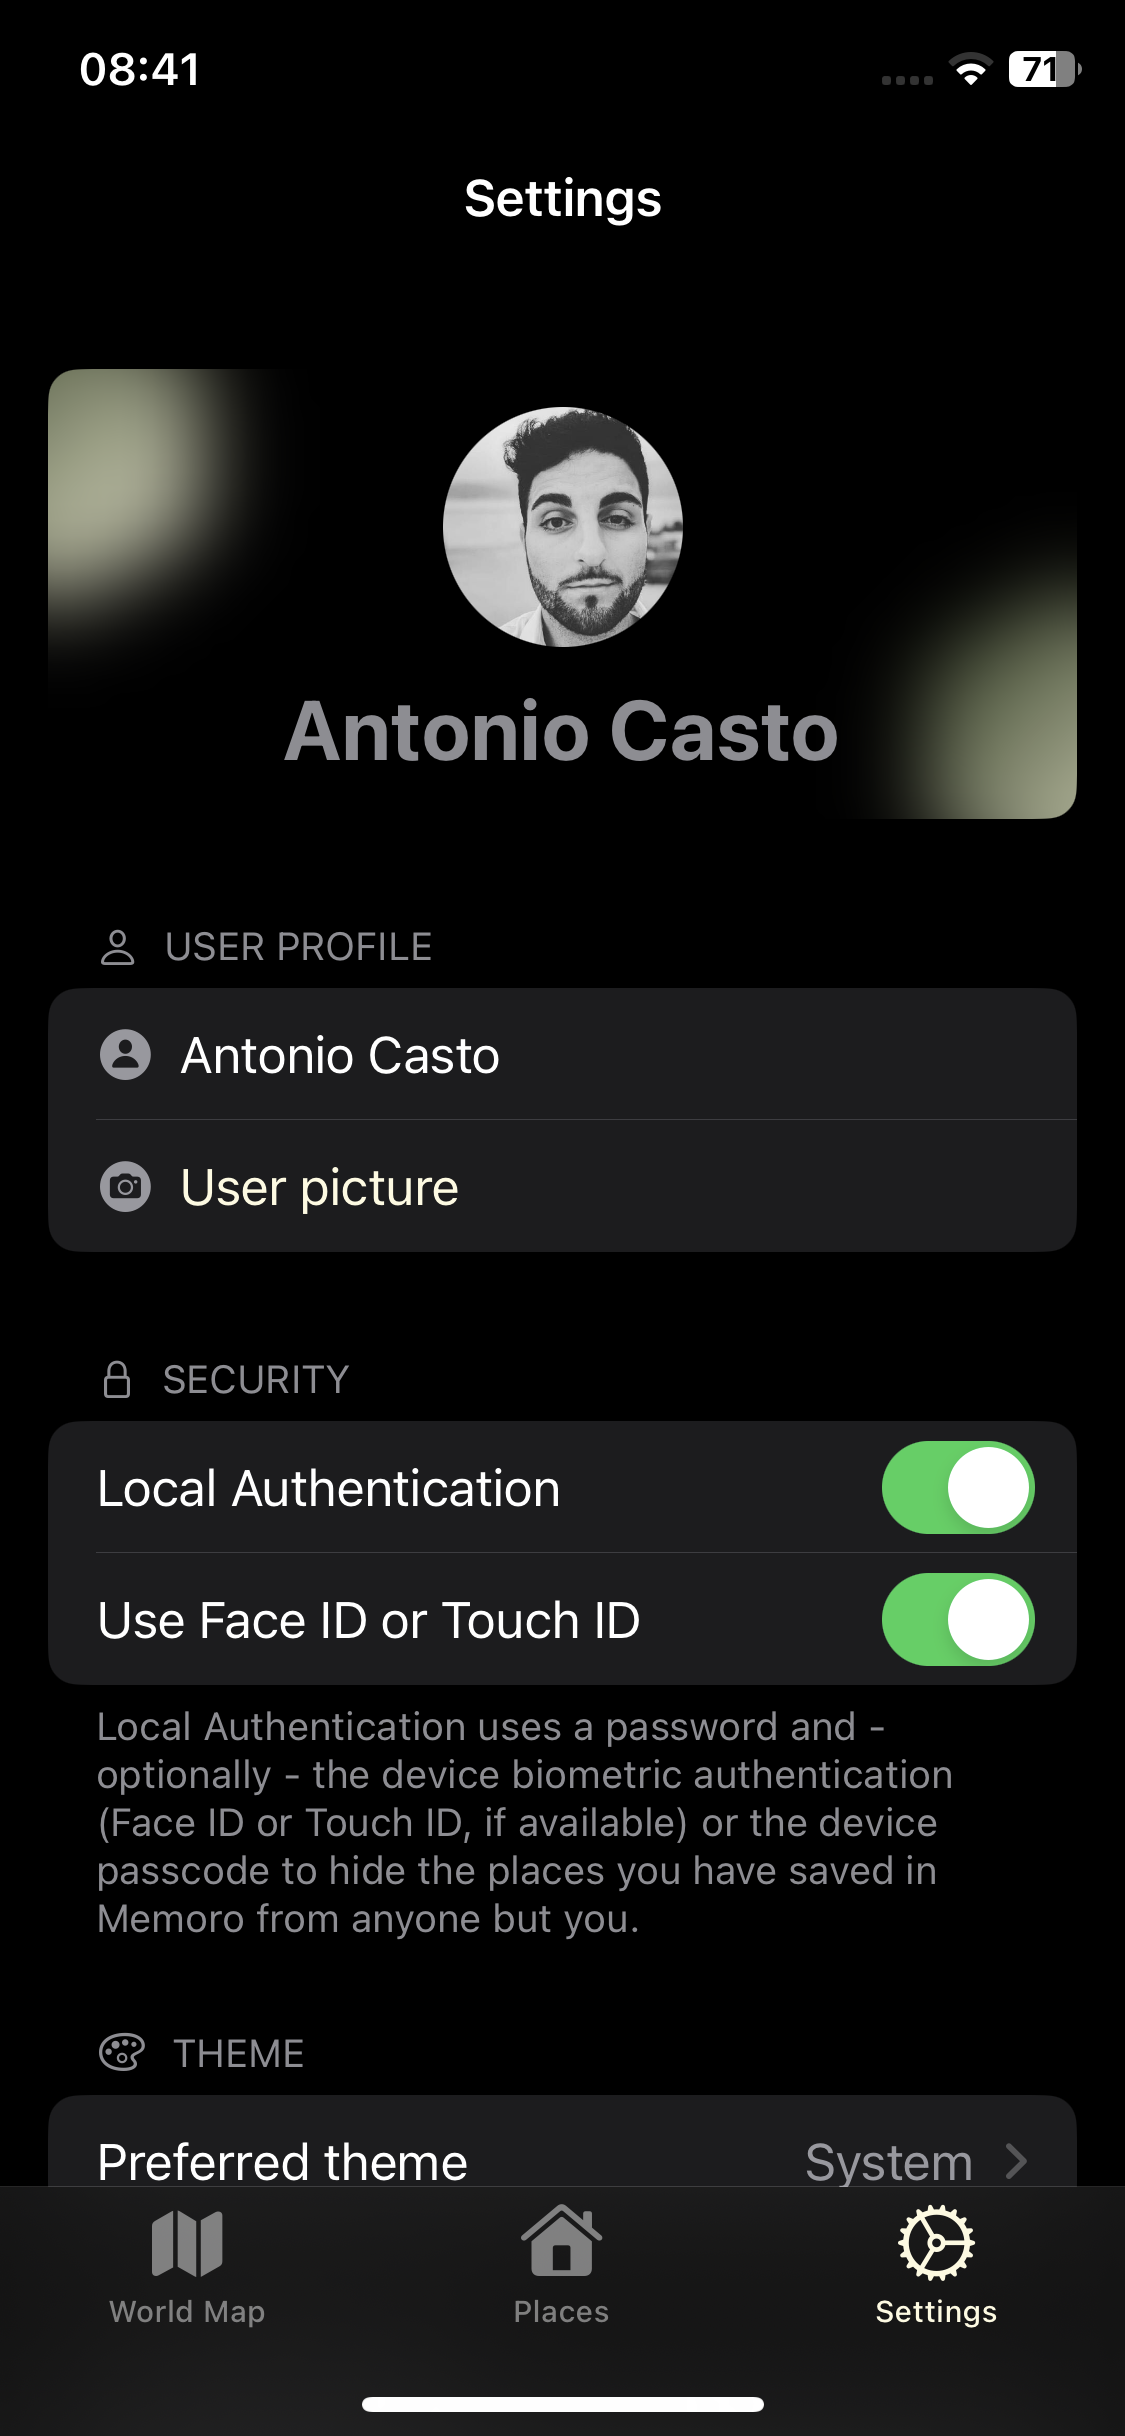 08:41
71
Settings
Antonio Casto
USER PROFILE
Antonio Casto
User picture
SECURITY
Local Authentication
Use Face ID or Touch ID
Local Authentication uses a password and -
optionally - the device biometric authentication
(Face ID or Touch ID, if available) or the device
passcode to hide the places you have saved in
Memoro from anyone but you.
THEME
Preferred theme System
World Map Places Settings